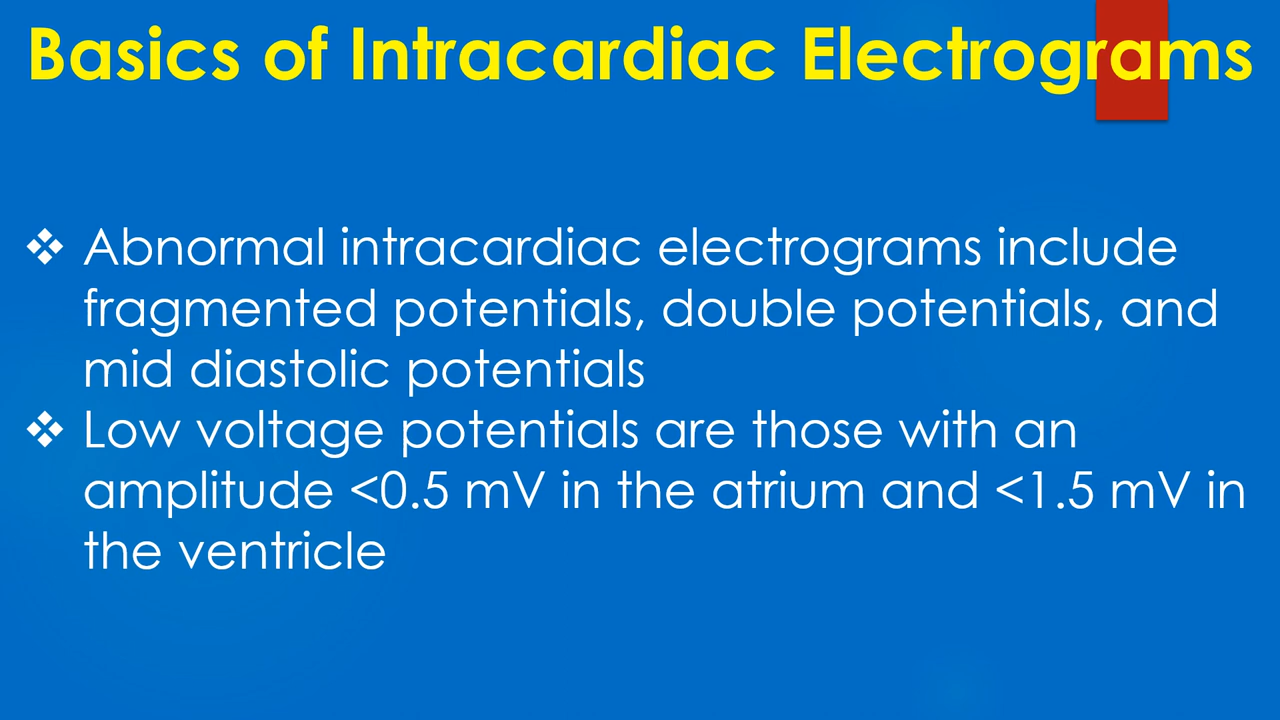 Basics of Intracardiac Electrograms
❖ Abnormal intracardiac electrograms include
fragmented potentials, double potentials, and
mid diastolic potentials
❖ Low voltage potentials are those with an
amplitude <0.5 mV in the atrium and <1.5 mV in
the ventricle